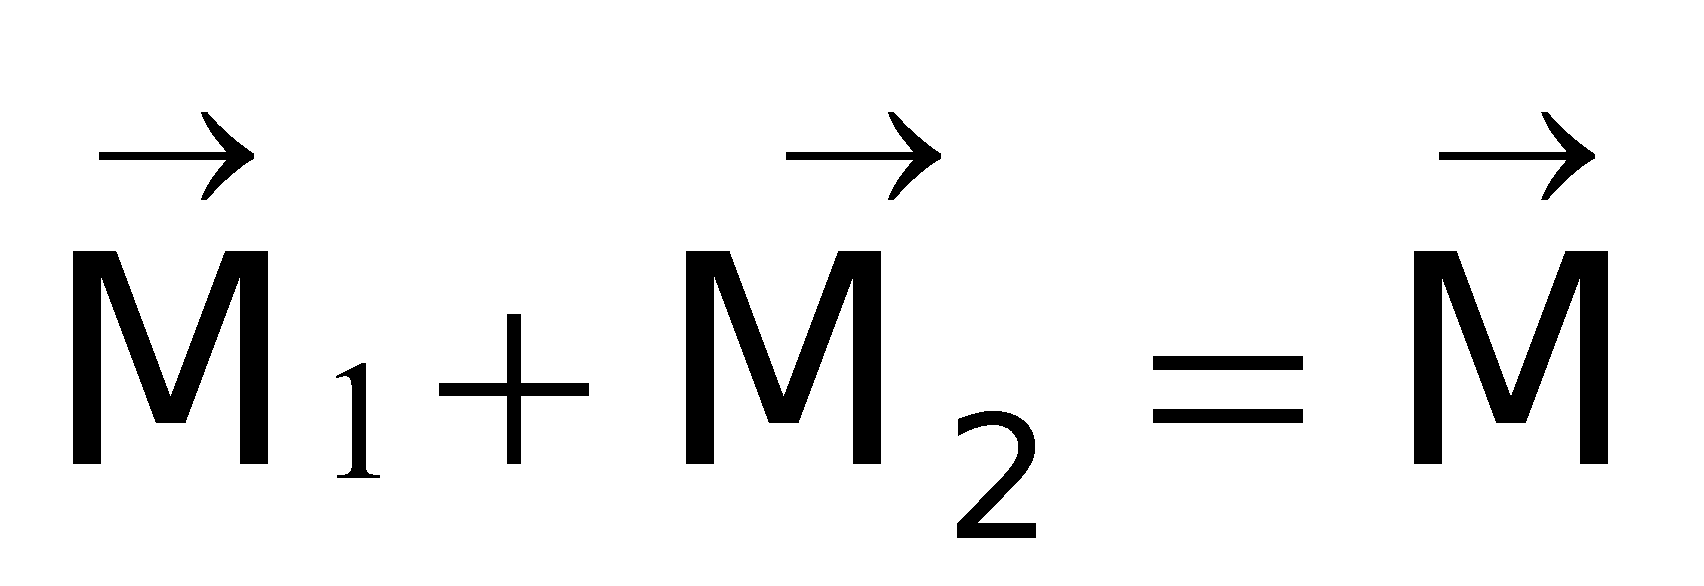 M⃗₁ + M⃗₂ = M⃗